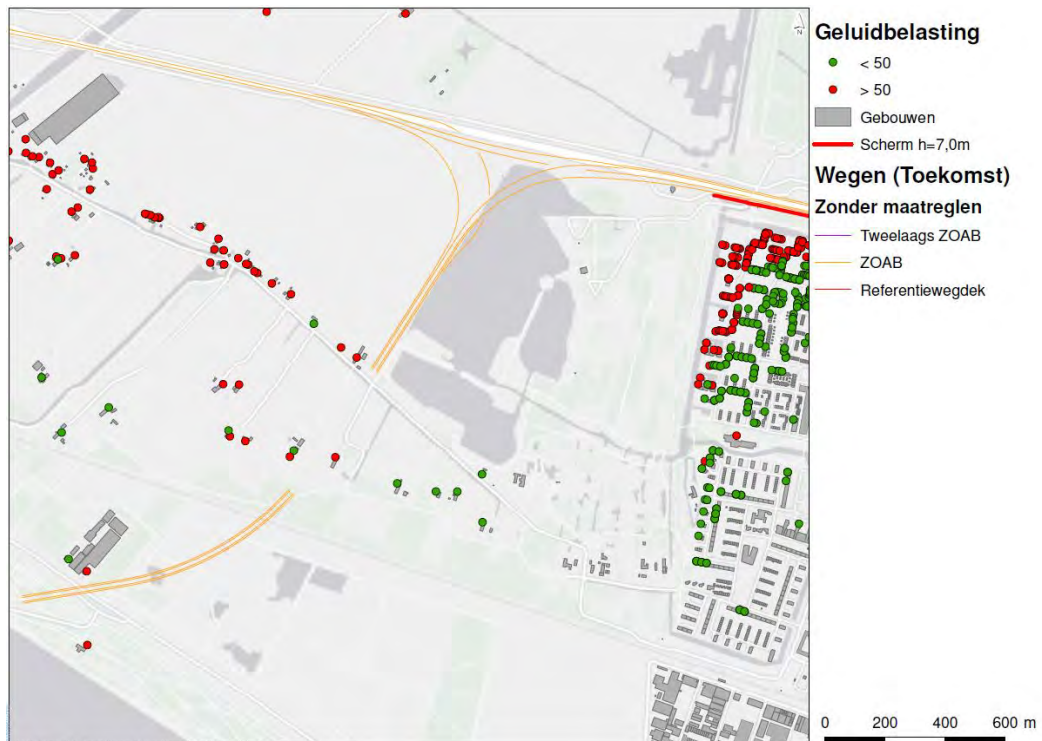 N
Geluidbelasting
< 50
> 50
Gebouwen
Scherm h=7,0m
Wegen (Toekomst)
Zonder maatreglen
Tweelaags ZOAB
ZOAB
Referentiewegdek
0 200 400 600 m